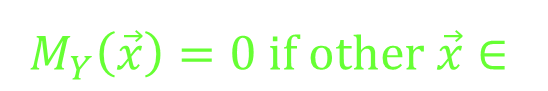 M_Y(x⃗) = 0 if other x⃗ ∈